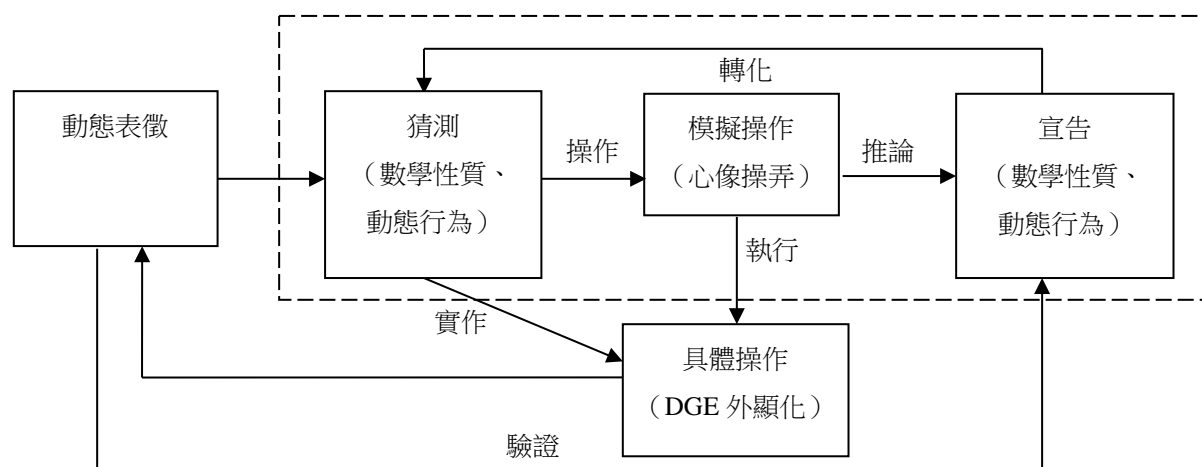 轉化
動態表徵
猜測
（數學性質、
動態行為）
操作
模擬操作
（心像操弄）
推論
宣告
（數學性質、
動態行為）
執行
實作
具體操作
（DGE 外顯化）
驗證